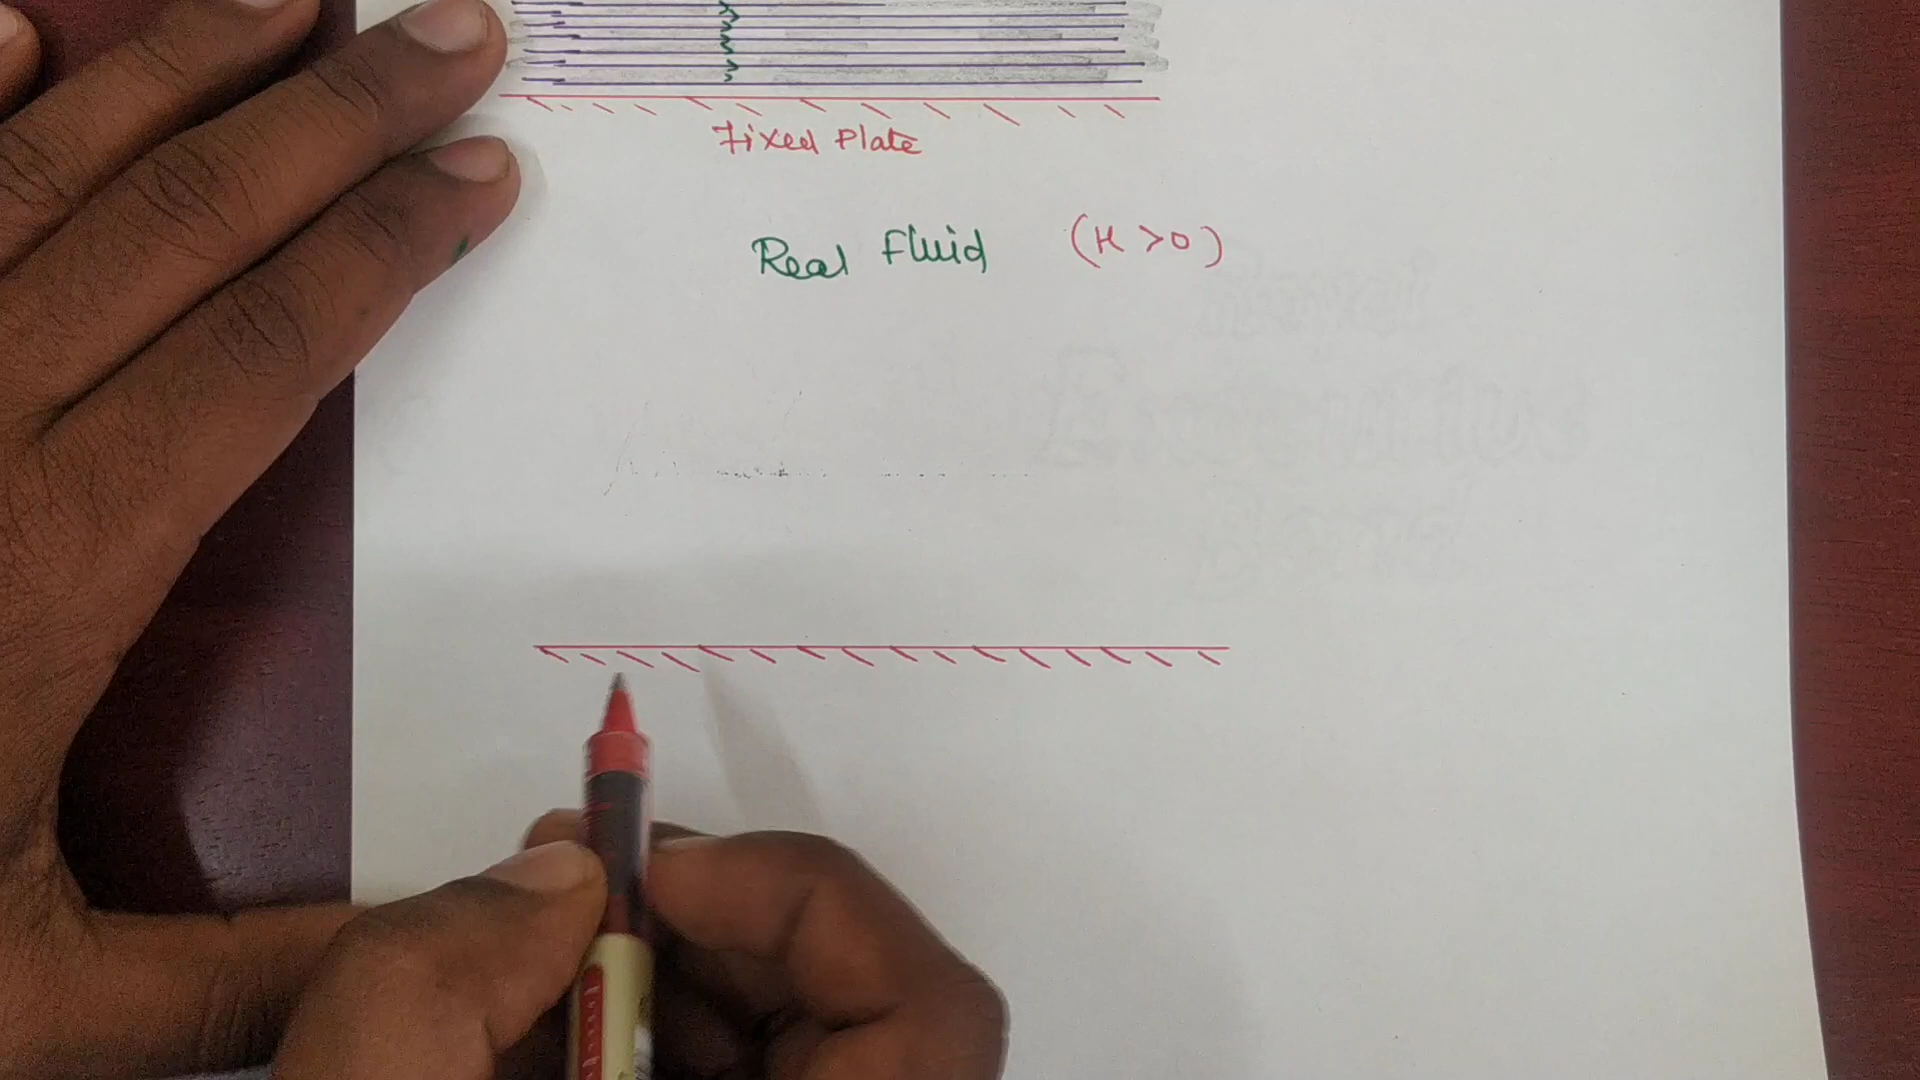 Fixed Plate
Real Fluid (μ >0)